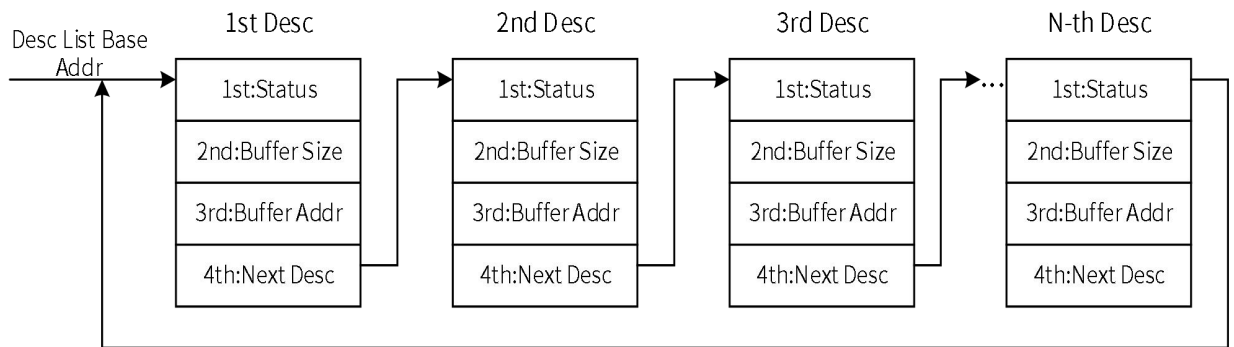 Desc List Base
Addr
1st Desc
2nd Desc
3rd Desc
N-th Desc
1st:Status
2nd:Buffer Size
3rd:Buffer Addr
4th:Next Desc
1st:Status
2nd:Buffer Size
3rd:Buffer Addr
4th:Next Desc
1st:Status
2nd:Buffer Size
3rd:Buffer Addr
4th:Next Desc
...
1st:Status
2nd:Buffer Size
3rd:Buffer Addr
4th:Next Desc